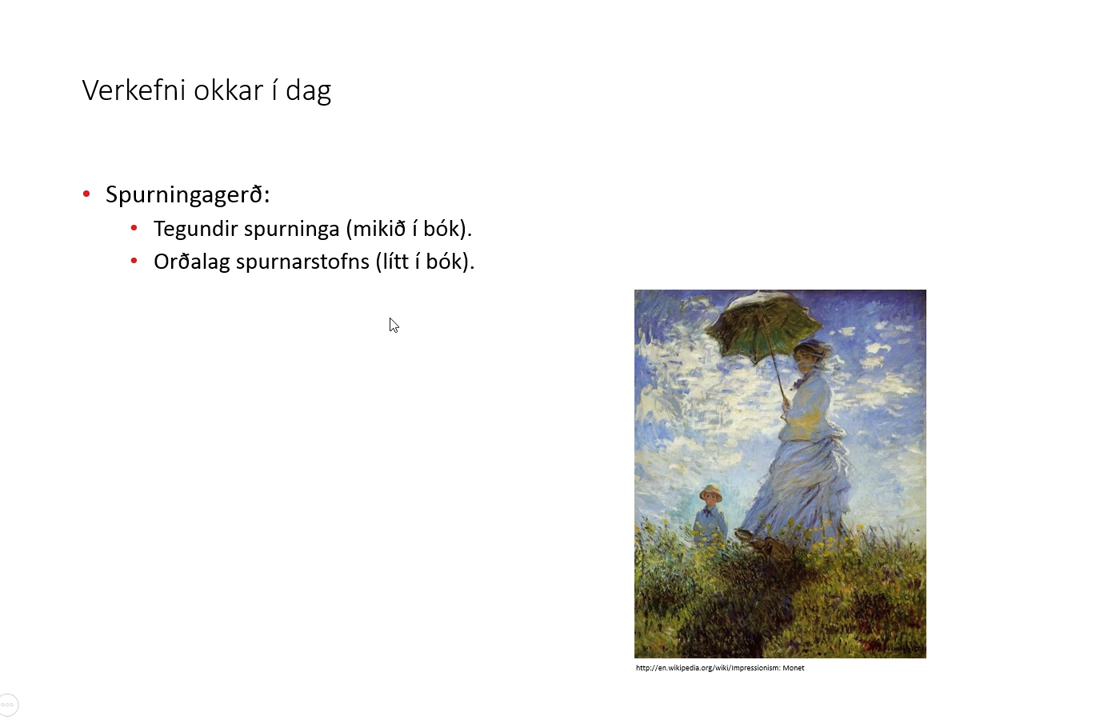 Verkefni okkar í dag
• Spurningagerð:
• Tegundir spurninga (mikið í bók).
• Orðalag spurnarstofns (lítt í bók).
http://en.wikipedia.org/wiki/Impressionism: Monet